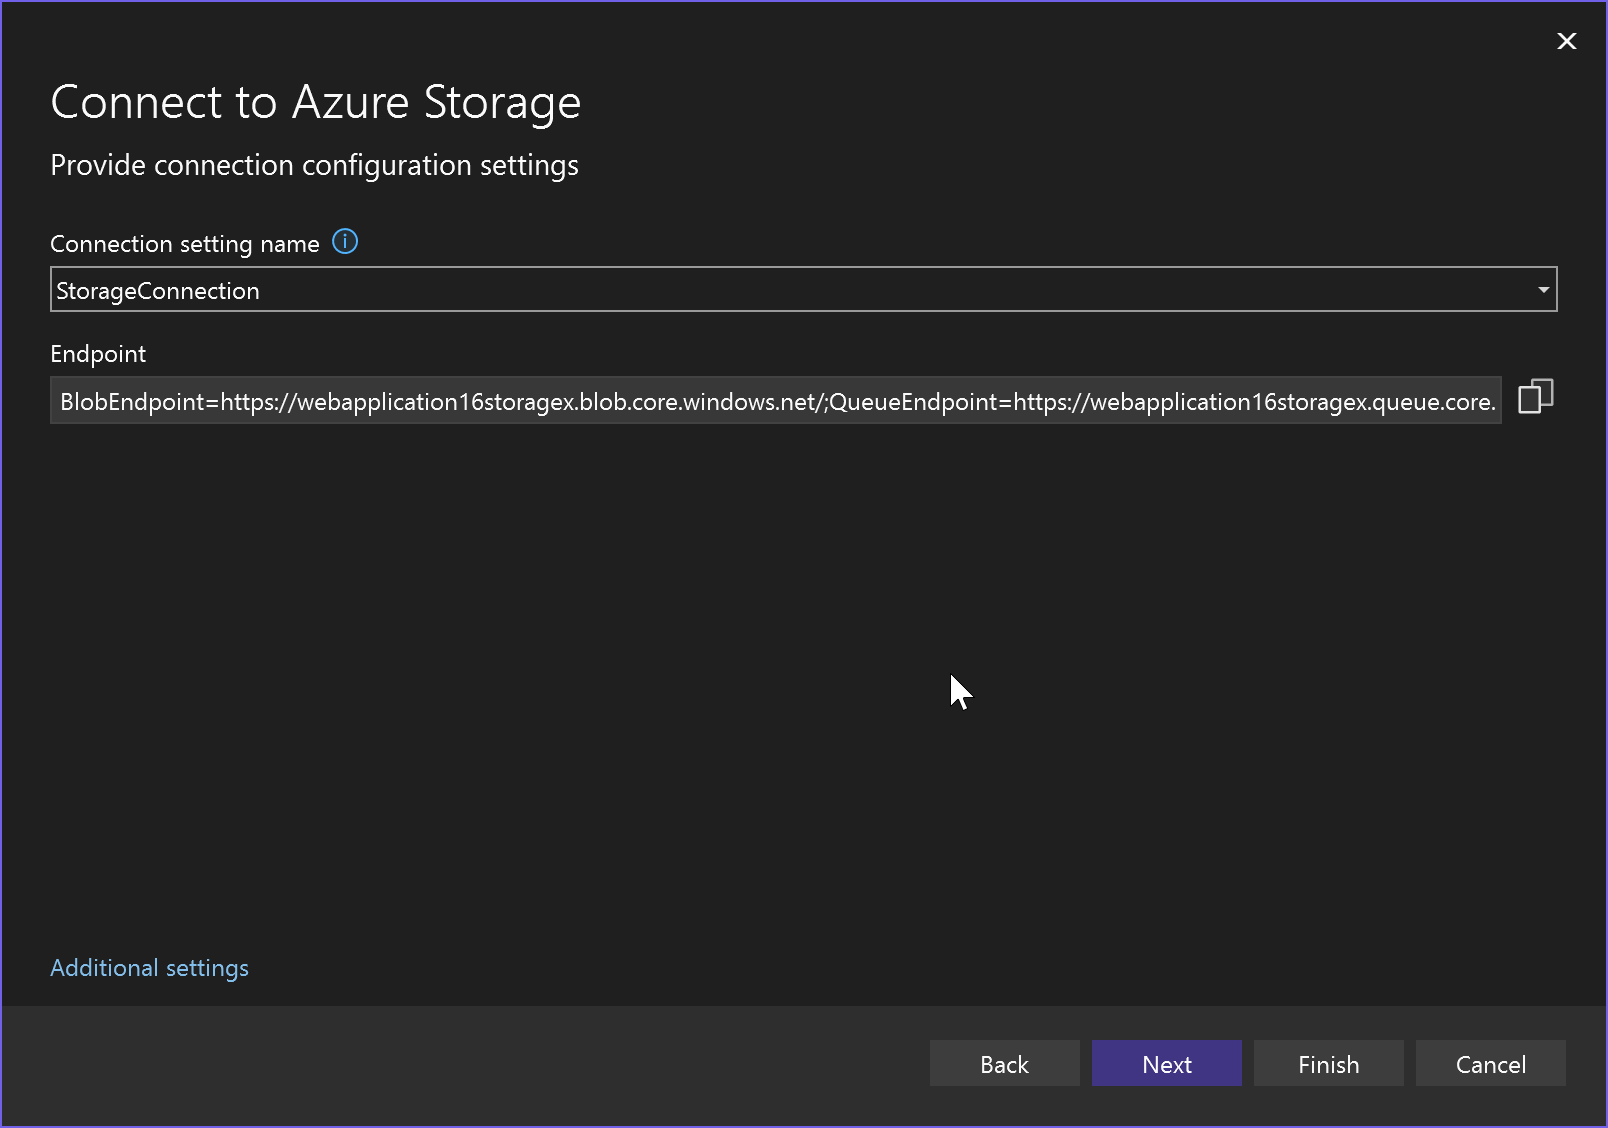 Connect to Azure Storage
Provide connection configuration settings
Connection setting name
StorageConnection
Endpoint
BlobEndpoint=https://webapplication16storagex.blob.core.windows.net/;QueueEndpoint=https://webapplication16storagex.queue.core.
Additional settings
Back Next Finish Cancel